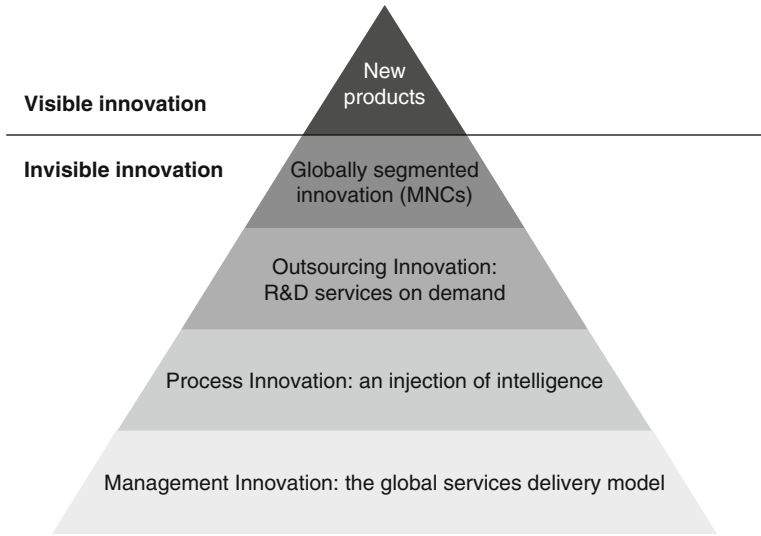 New
products
Visible innovation
Invisible innovation
Globally segmented
innovation (MNCs)
Outsourcing Innovation:
R&D services on demand
Process Innovation: an injection of intelligence
Management Innovation: the global services delivery model